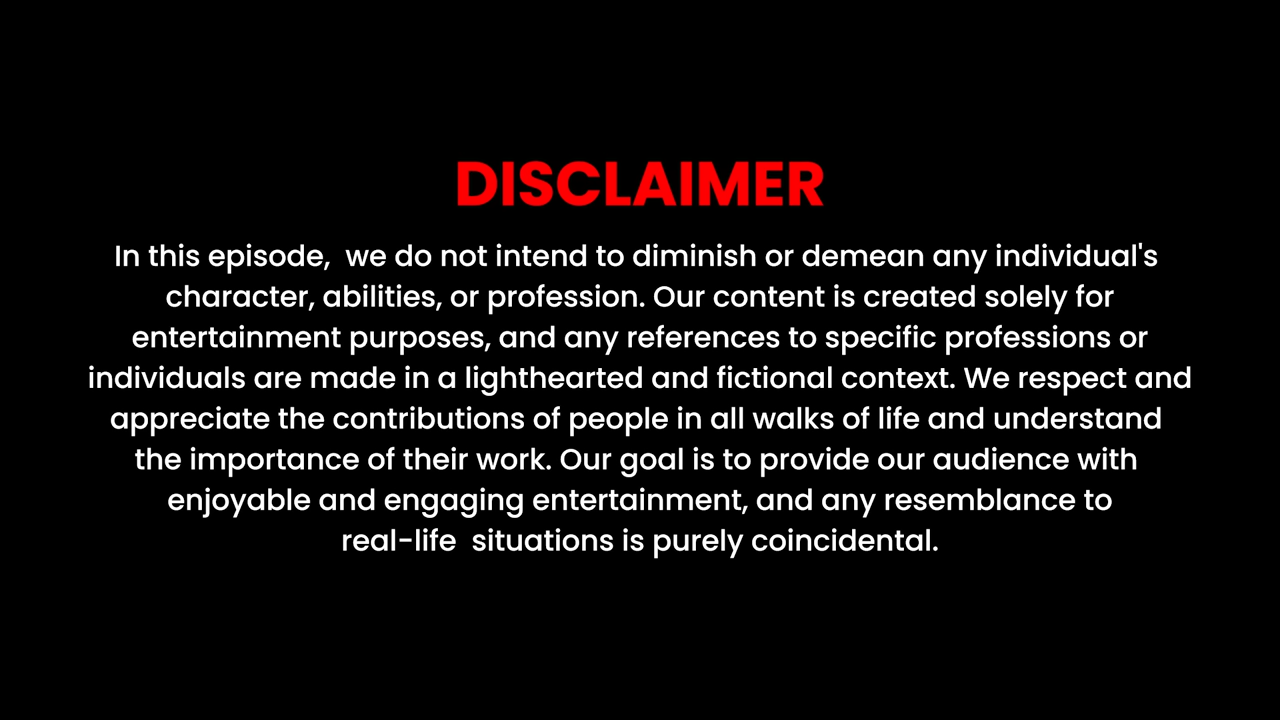 DISCLAIMER
In this episode,  we do not intend to diminish or demean any individual's
character, abilities, or profession. Our content is created solely for
entertainment purposes, and any references to specific professions or
individuals are made in a lighthearted and fictional context. We respect and
appreciate the contributions of people in all walks of life and understand
the importance of their work. Our goal is to provide our audience with
enjoyable and engaging entertainment, and any resemblance to
real-life  situations is purely coincidental.